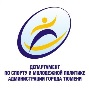 ДЕПАРТАМЕНТ
ПО СПОРТУ И МОЛОДЕЖНОЙ ПОЛИТИКЕ
АДМИНИСТРАЦИИ ГОРОДА ТЮМЕНИ